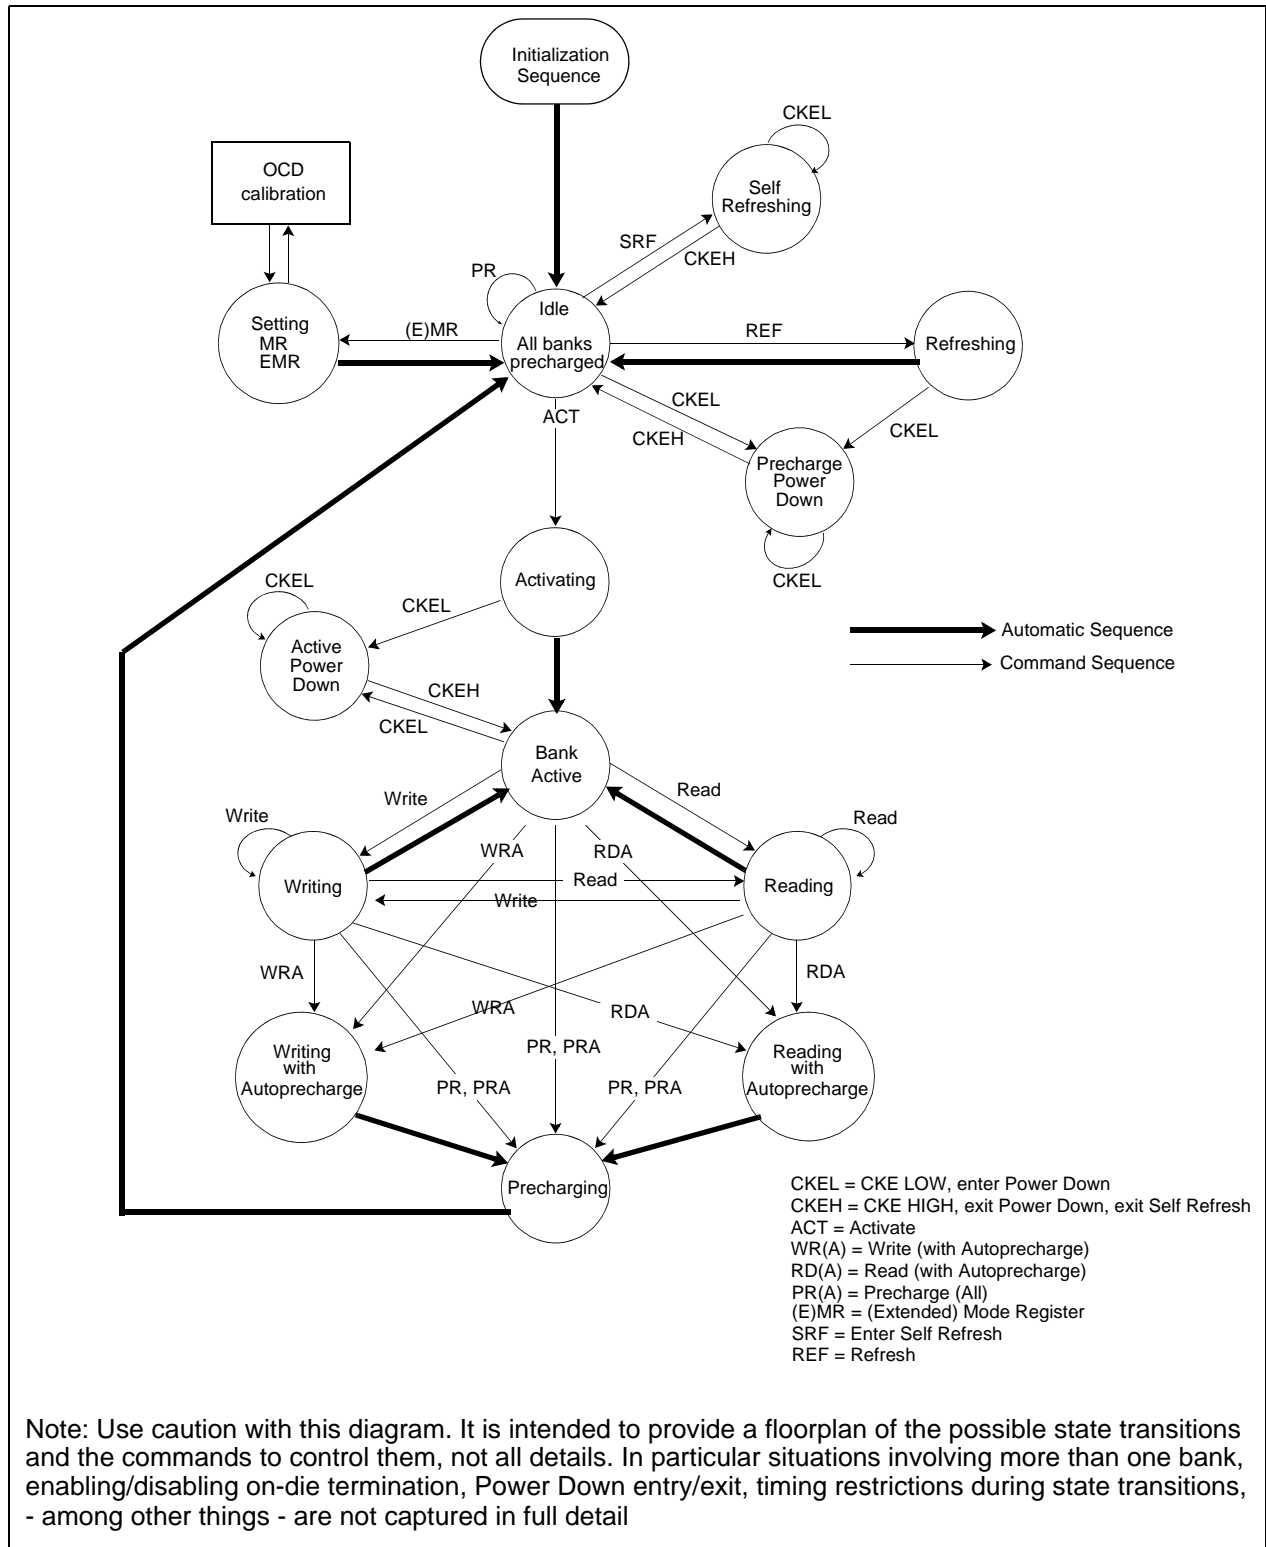 Initialization
Sequence
CKEL
OCD
calibration
Self
Refreshing
SRF
CKEH
PR
Idle
All banks
precharged
Setting
MR
EMR
(E)MR
REF
Refreshing
CKEL
CKEH
CKEL
ACT
Precharge
Power
Down
CKEL
Activating
CKEL
CKEL
Active
Power
Down
CKEH
CKEL
Automatic Sequence
Command Sequence
Bank
Active
Write
Read
Write
Read
WRA
RDA
Writing
Read
Reading
Write
WRA
RDA
WRA
RDA
PR, PRA
Writing
with
Autoprecharge
Reading
with
Autoprecharge
PR, PRA
PR, PRA
Precharging
CKEL = CKE LOW, enter Power Down
CKEH = CKE HIGH, exit Power Down, exit Self Refresh
ACT = Activate
WR(A) = Write (with Autoprecharge)
RD(A) = Read (with Autoprecharge)
PR(A) = Precharge (All)
(E)MR = (Extended) Mode Register
SRF = Enter Self Refresh
REF = Refresh
Note: Use caution with this diagram. It is intended to provide a floorplan of the possible state transitions
and the commands to control them, not all details. In particular situations involving more than one bank,
enabling/disabling on-die termination, Power Down entry/exit, timing restrictions during state transitions,
- among other things - are not captured in full detail